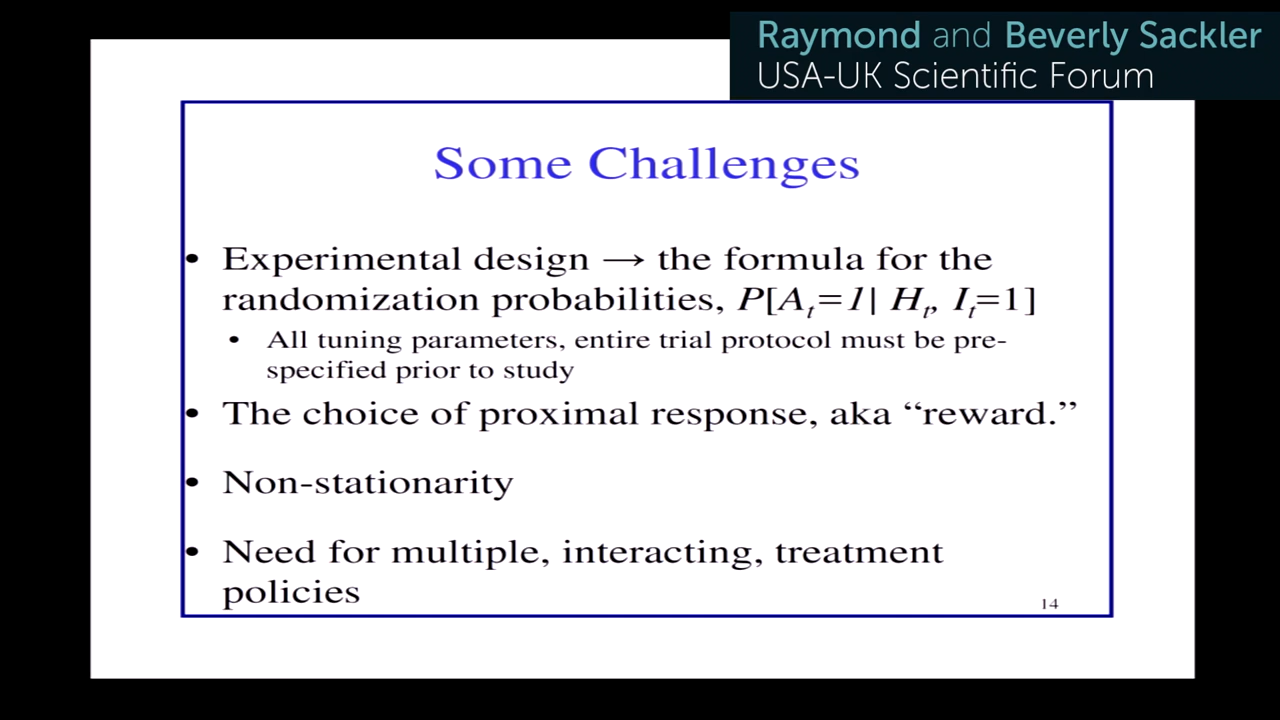 Raymond and Beverly Sackler
USA-UK Scientific Forum
Some Challenges
• Experimental design → the formula for the
randomization probabilities, P[Aₜ=1| Hₜ, Iₜ=1]
• All tuning parameters, entire trial protocol must be pre-
specified prior to study
• The choice of proximal response, aka “reward.”
• Non-stationarity
• Need for multiple, interacting, treatment
policies
14